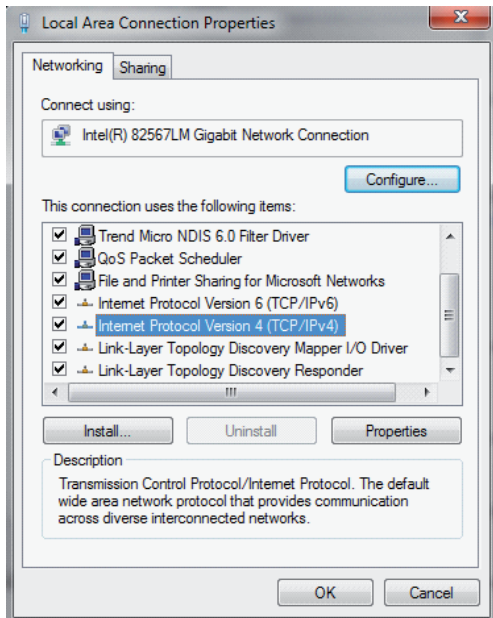 Local Area Connection Properties
Networking
Sharing
Connect using:
Intel(R) 82567LM Gigabit Network Connection
Configure...
This connection uses the following items:
Trend Micro NDIS 6.0 Filter Driver
QoS Packet Scheduler
File and Printer Sharing for Microsoft Networks
Internet Protocol Version 6 (TCP/IPv6)
Internet Protocol Version 4 (TCP/IPv4)
Link-Layer Topology Discovery Mapper I/O Driver
Link-Layer Topology Discovery Responder
Install...
Uninstall
Properties
Description
Transmission Control Protocol/Internet Protocol. The default
wide area network protocol that provides communication
across diverse interconnected networks.
OK
Cancel